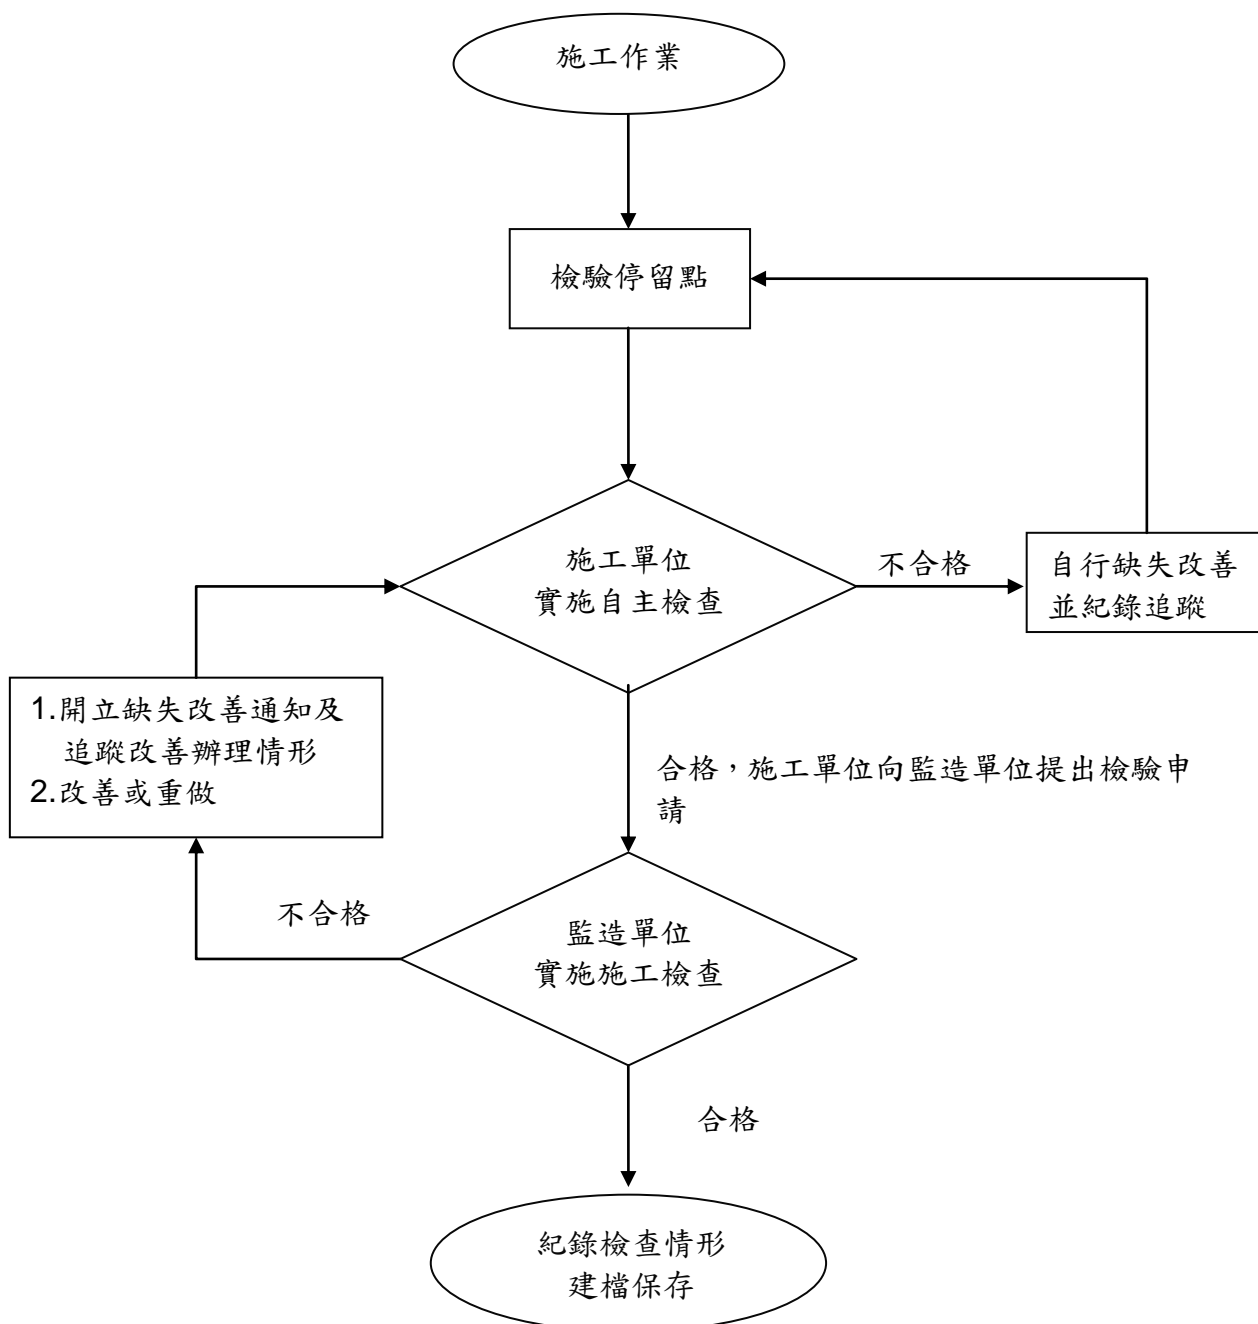 施工作業
檢驗停留點
施工單位
實施自主檢查
不合格
自行缺失改善
並紀錄追蹤
1.開立缺失改善通知及
追蹤改善辦理情形
2.改善或重做
合格，施工單位向監造單位提出檢驗申
請
不合格
監造單位
實施施工檢查
合格
紀錄檢查情形
建檔保存